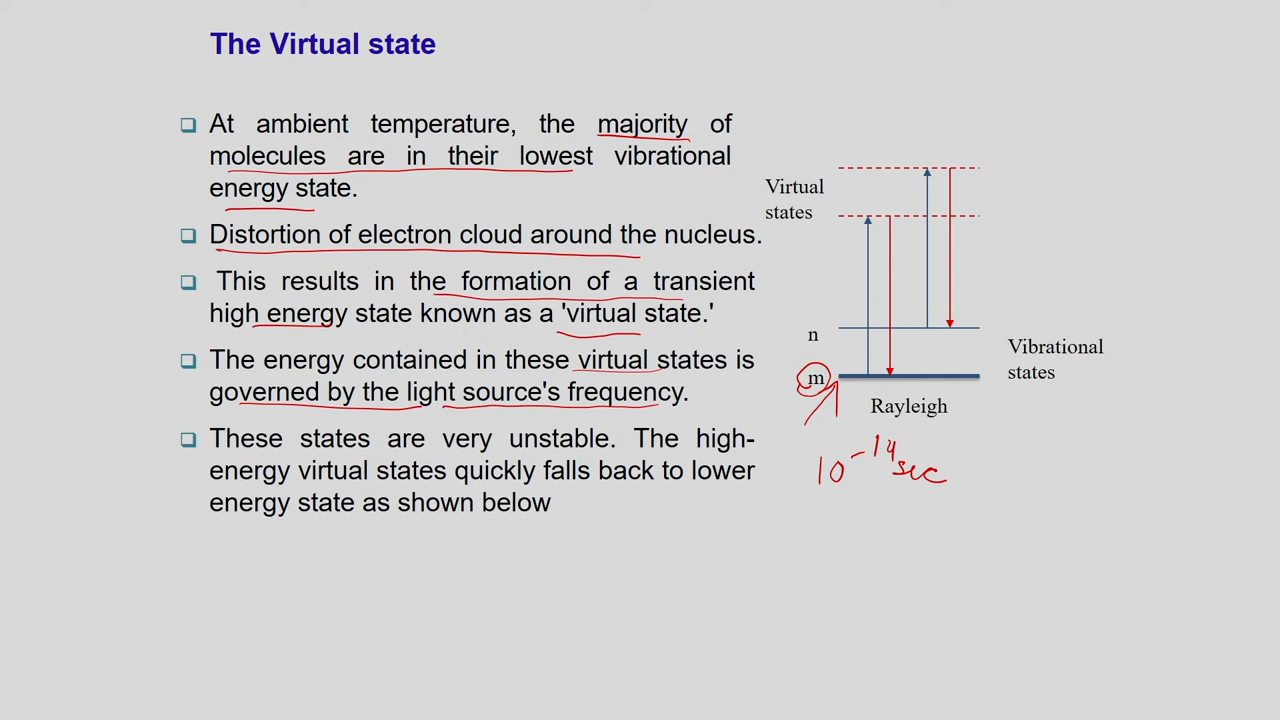 The Virtual state
At ambient temperature, the majority of
molecules are in their lowest vibrational
energy state.
Distortion of electron cloud around the nucleus.
This results in the formation of a transient
high energy state known as a 'virtual state.'
The energy contained in these virtual states is
governed by the light source's frequency.
These states are very unstable. The high-
energy virtual states quickly falls back to lower
energy state as shown below
Virtual
states
n
m
Vibrational
states
Rayleigh
10⁻¹⁴ sec